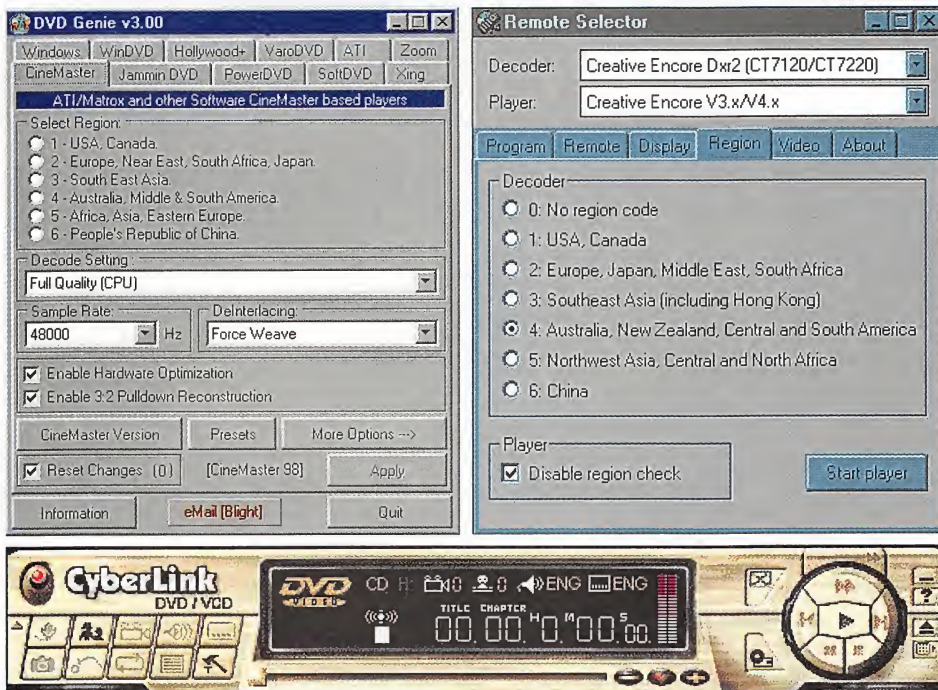 DVD Genie v3.00
Windows WinDVD Hollywood+ VaroDVD ATI Zoom
CineMaster Jammin DVD PowerDVD SoftDVD Xing
ATI/Matrox and other Software CineMaster based players
Select Region:
1 - USA, Canada.
2 - Europe, Near East, South Africa, Japan.
3 - South East Asia.
4 - Australia, Middle & South America.
5 - Africa, Asia, Eastern Europe.
6 - People's Republic of China.
Decode Setting :
Full Quality (CPU)
Sample Rate: DeInterlacing:
48000 Hz Force Weave
Enable Hardware Optimization
Enable 3:2 Pulldown Reconstruction
CineMaster Version Presets More Options -->
Reset Changes (0) [CineMaster 98] Apply
Information eMail [Blight] Quit
Remote Selector
Decoder: Creative Encore Dxr2 (CT7120/CT7220)
Player: Creative Encore V3.x/V4.x
Program Remote Display Region Video About
Decoder
0: No region code
1: USA, Canada
2: Europe, Japan, Middle East, South Africa
3: Southeast Asia (including Hong Kong)
4: Australia, New Zealand, Central and South America
5: Northwest Asia, Central and North Africa
6: China
Player
Disable region check
Start player
CyberLink
DVD / VCD
DVD VIDEO CD H: 0 0 ENG ENG
TITLE CHAPTER H M S
00. 00. 0. 00. 00.